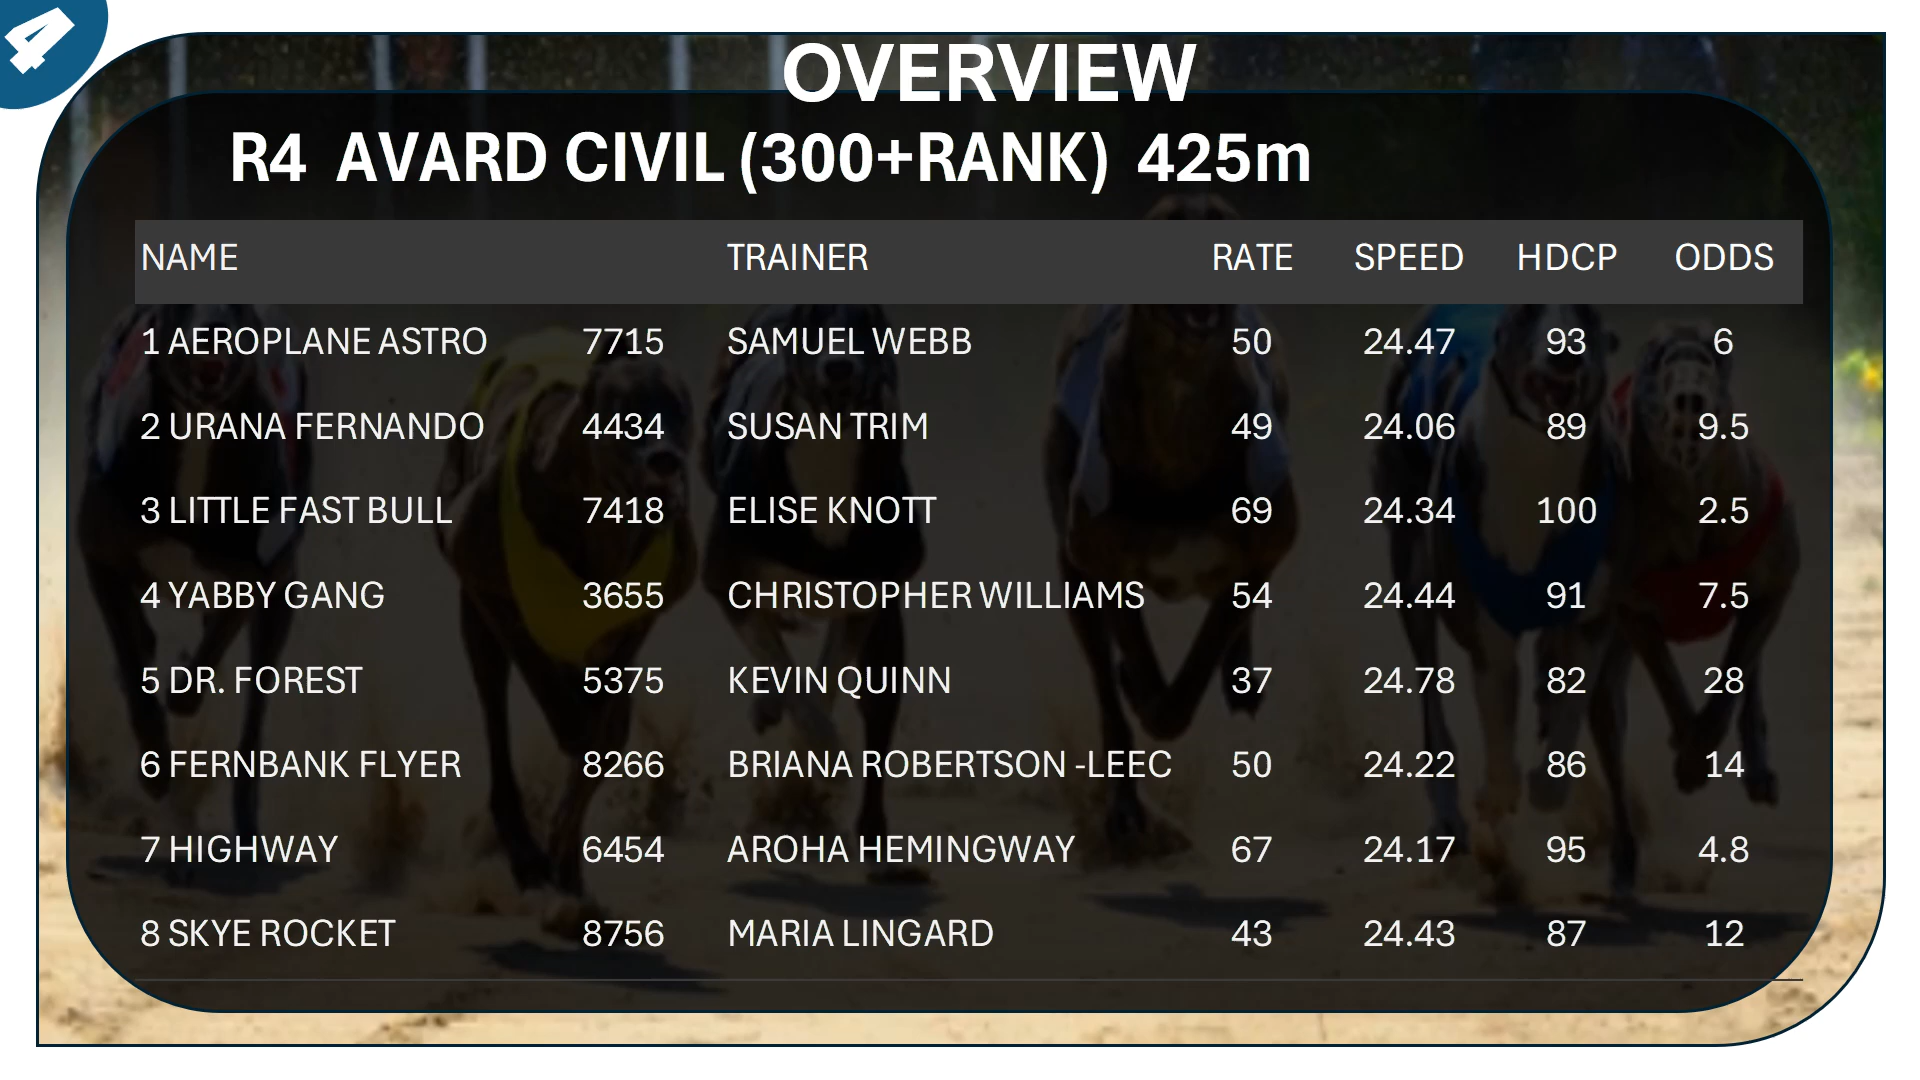 4
OVERVIEW
R4 AVARD CIVIL (300+RANK) 425m
NAME TRAINER RATE SPEED HDCP ODDS
1 AEROPLANE ASTRO 7715 SAMUEL WEBB 50 24.47 93 6
2 URANA FERNANDO 4434 SUSAN TRIM 49 24.06 89 9.5
3 LITTLE FAST BULL 7418 ELISE KNOTT 69 24.34 100 2.5
4 YABBY GANG 3655 CHRISTOPHER WILLIAMS 54 24.44 91 7.5
5 DR. FOREST 5375 KEVIN QUINN 37 24.78 82 28
6 FERNBANK FLYER 8266 BRIANA ROBERTSON -LEEC 50 24.22 86 14
7 HIGHWAY 6454 AROHA HEMINGWAY 67 24.17 95 4.8
8 SKYE ROCKET 8756 MARIA LINGARD 43 24.43 87 12